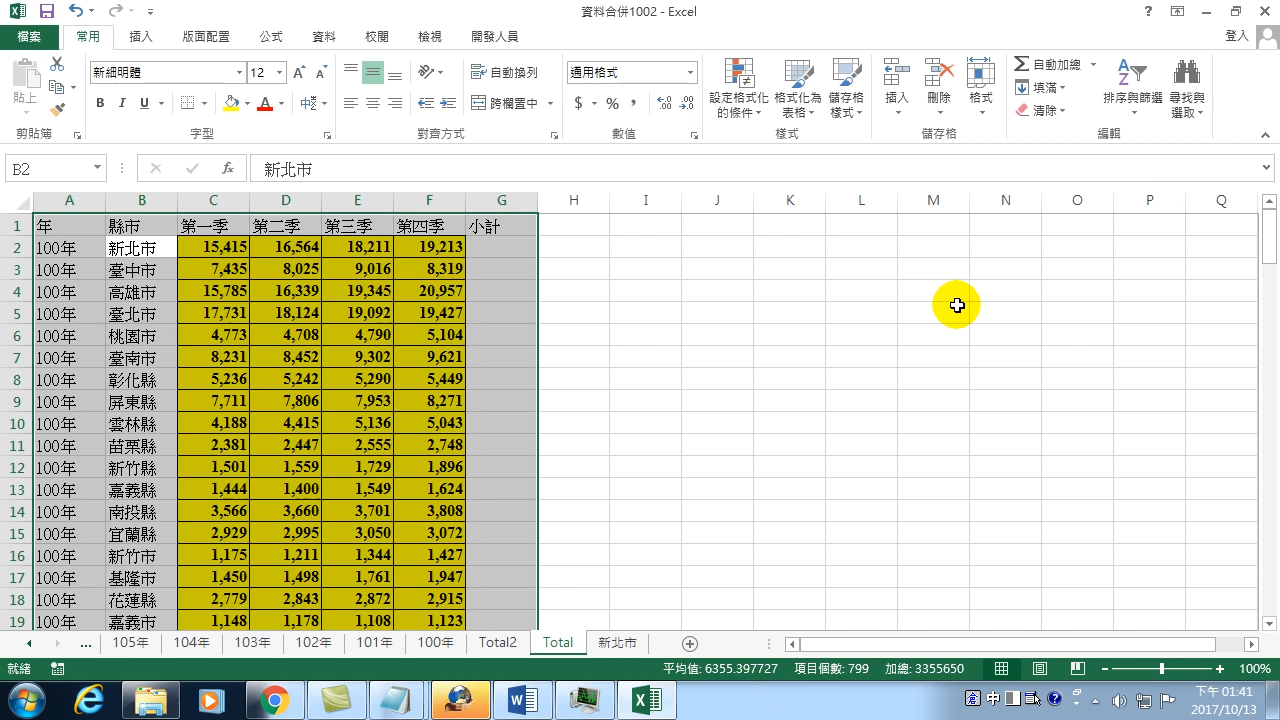 資料合併1002 - Excel
檔案 常用 插入 版面配置 公式 資料 校閱 檢視 開發人員 登入
貼上 新細明體 12 自動換列 通用格式 設定格式化的條件 格式化為表格 儲存格樣式 插入 刪除 格式 自動加總 填滿 清除 排序與篩選 尋找與選取
B I U 跨欄置中 $ % ,
剪貼簿 字型 對齊方式 數值 樣式 儲存格 編輯
B2 fx 新北市
A B C D E F G H I J K L M N O P Q
1 年 縣市 第一季 第二季 第三季 第四季 小計
2 100年 新北市 15,415 16,564 18,211 19,213
3 100年 臺中市 7,435 8,025 9,016 8,319
4 100年 高雄市 15,785 16,339 19,345 20,957
5 100年 臺北市 17,731 18,124 19,092 19,427
6 100年 桃園市 4,773 4,708 4,790 5,104
7 100年 臺南市 8,231 8,452 9,302 9,621
8 100年 彰化縣 5,236 5,242 5,290 5,449
9 100年 屏東縣 7,711 7,806 7,953 8,271
10 100年 雲林縣 4,188 4,415 5,136 5,043
11 100年 苗栗縣 2,381 2,447 2,555 2,748
12 100年 新竹縣 1,501 1,559 1,729 1,896
13 100年 嘉義縣 1,444 1,400 1,549 1,624
14 100年 南投縣 3,566 3,660 3,701 3,808
15 100年 宜蘭縣 2,929 2,995 3,050 3,072
16 100年 新竹市 1,175 1,211 1,344 1,427
17 100年 基隆市 1,450 1,498 1,761 1,947
18 100年 花蓮縣 2,779 2,843 2,872 2,915
19 100年 嘉義市 1,148 1,178 1,108 1,123
... 105年 104年 103年 102年 101年 100年 Total2 Total 新北市
就緒 平均值: 6355.397727 項目個數: 799 加總: 3355650 100%
中 下午 01:41
2017/10/13